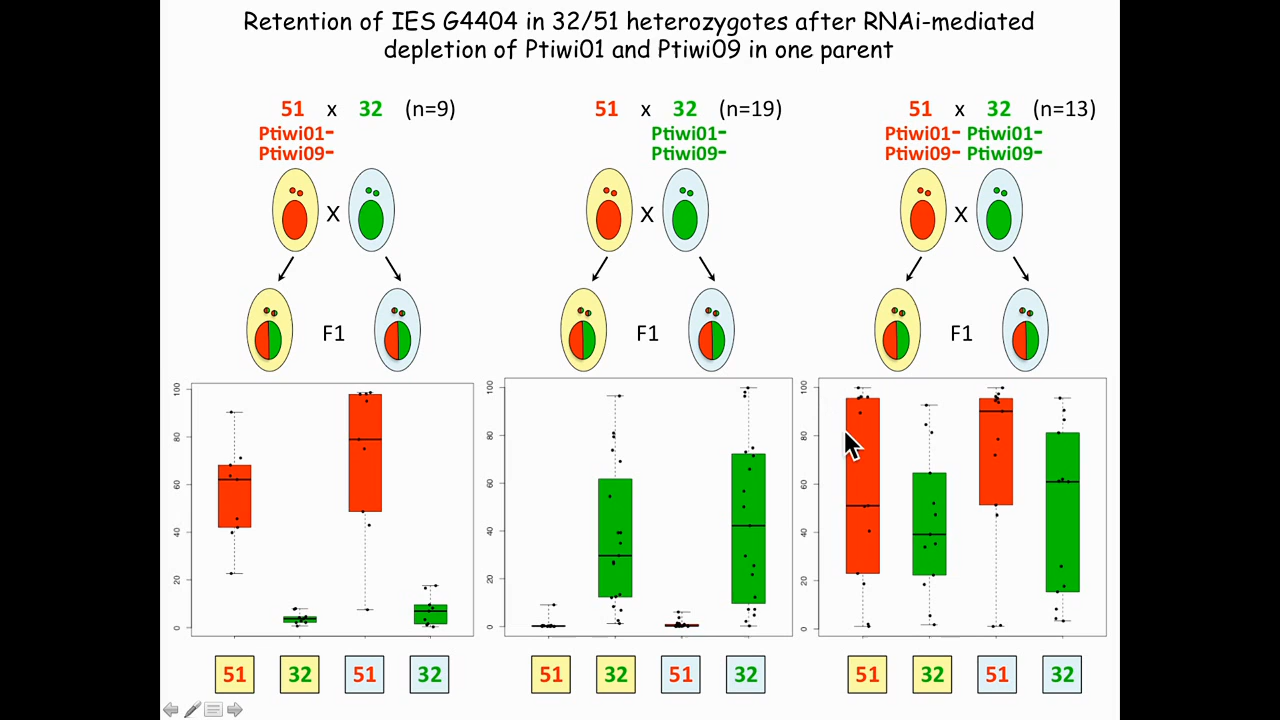 Retention of IES G4404 in 32/51 heterozygotes after RNAi-mediated
depletion of Ptiwi01 and Ptiwi09 in one parent
51 x 32 (n=9)
Ptiwi01-
Ptiwi09-
X
F1
100
80
60
40
20
0
51 32 51 32
51 x 32 (n=19)
Ptiwi01-
Ptiwi09-
X
F1
100
80
60
40
20
0
51 32 51 32
51 x 32 (n=13)
Ptiwi01- Ptiwi01-
Ptiwi09- Ptiwi09-
X
F1
100
80
60
40
20
0
51 32 51 32